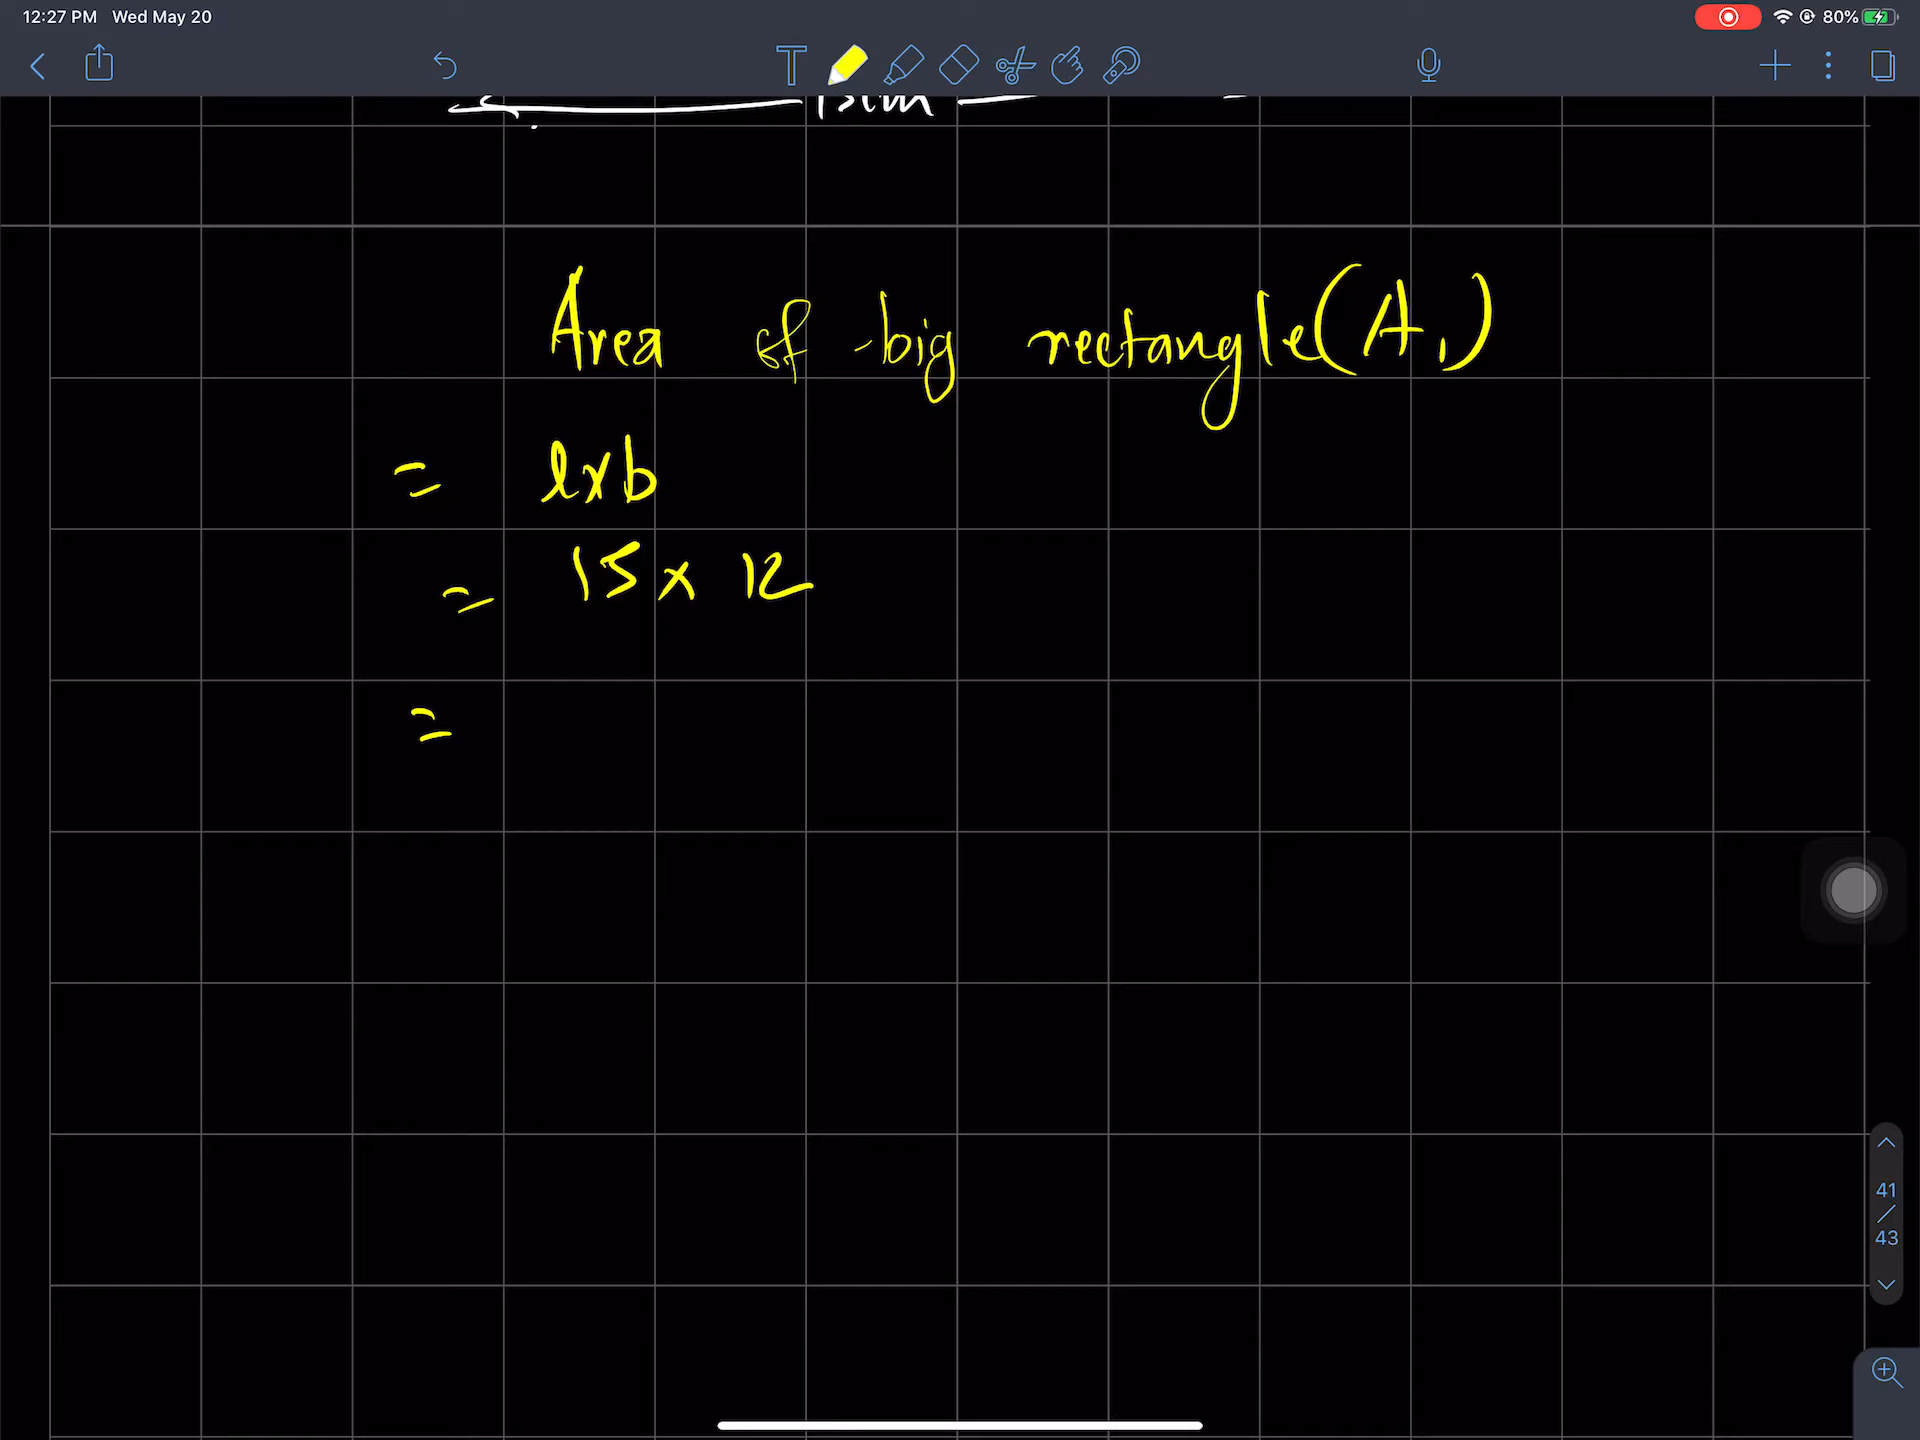 12:27 PM Wed May 20
80%
T
15cm
Area of big rectangle (A₁)
= l×b
= 15 × 12
=
41
/
43